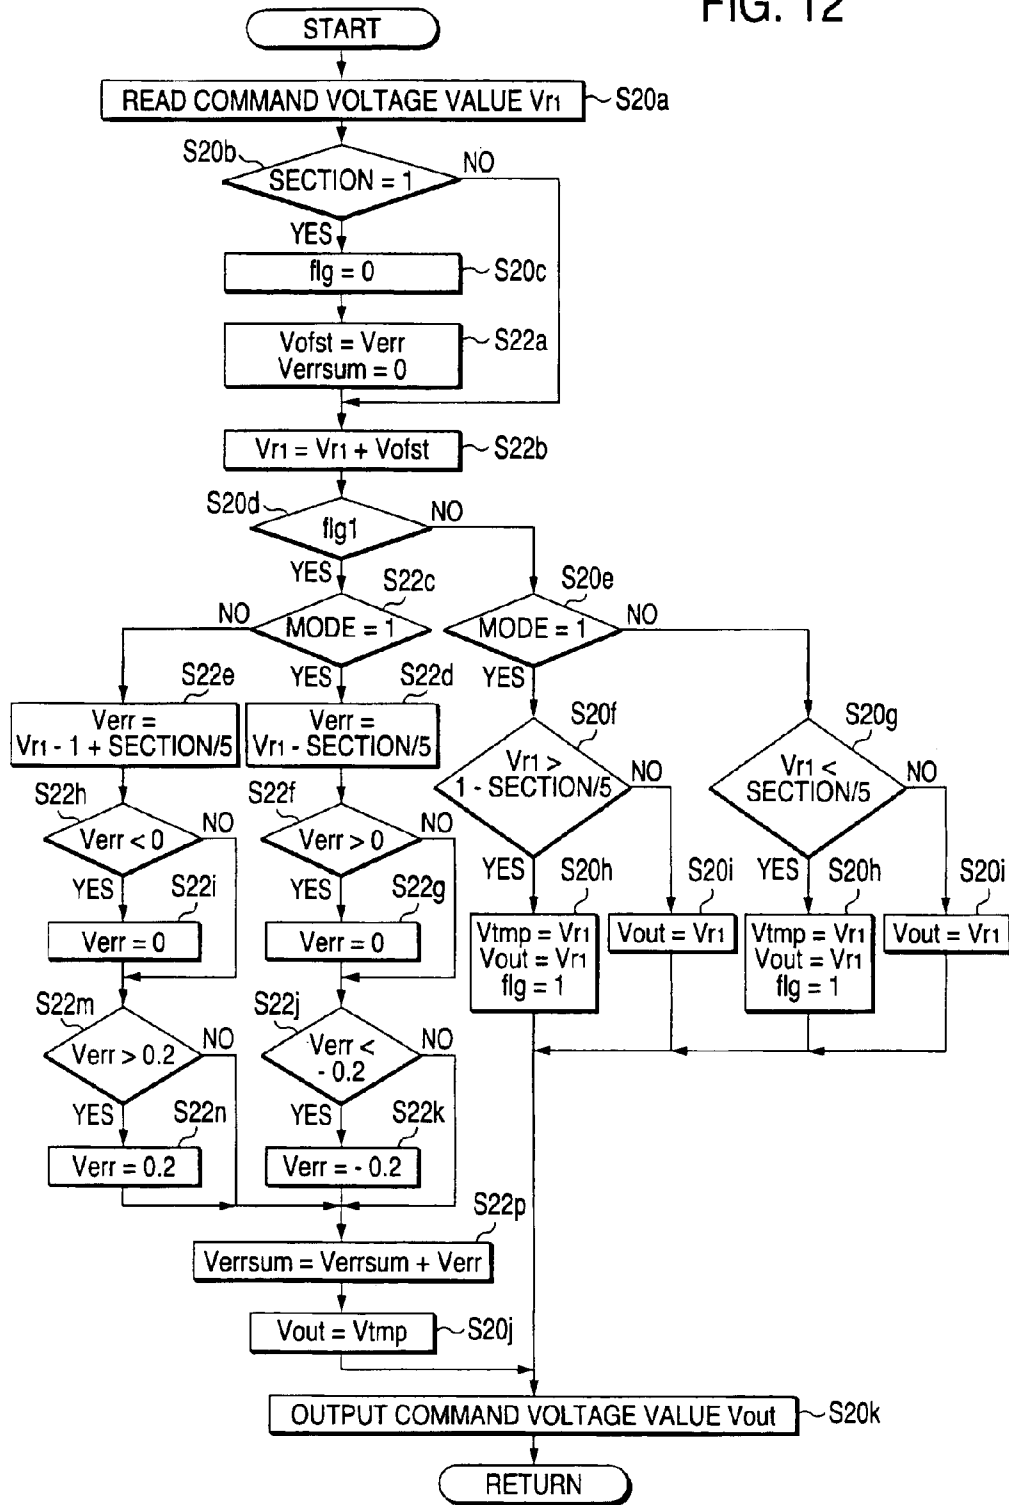 FIG. 12
START
READ COMMAND VOLTAGE VALUE Vr1
S20a
S20b
SECTION = 1
NO
YES
flg = 0
S20c
Vofst = Verr
Verrsum = 0
S22a
Vr1 = Vr1 + Vofst
S22b
S20d
flg1
NO
YES
S22c
MODE = 1
NO
YES
S20e
MODE = 1
NO
YES
S22e
Verr =
Vr1 - 1 + SECTION/5
S22d
Verr =
Vr1 - SECTION/5
S20f
Vr1 >
1 - SECTION/5
NO
YES
S20g
Vr1 <
SECTION/5
NO
YES
S22h
Verr < 0
NO
YES
S22f
Verr > 0
NO
YES
S22i
Verr = 0
S22g
Verr = 0
S20h
Vtmp = Vr1
Vout = Vr1
flg = 1
S20i
Vout = Vr1
S20h
Vtmp = Vr1
Vout = Vr1
flg = 1
S20i
Vout = Vr1
S22m
Verr > 0.2
NO
YES
S22j
Verr <
- 0.2
NO
YES
S22n
Verr = 0.2
S22k
Verr = - 0.2
S22p
Verrsum = Verrsum + Verr
Vout = Vtmp
S20j
OUTPUT COMMAND VOLTAGE VALUE Vout
S20k
RETURN